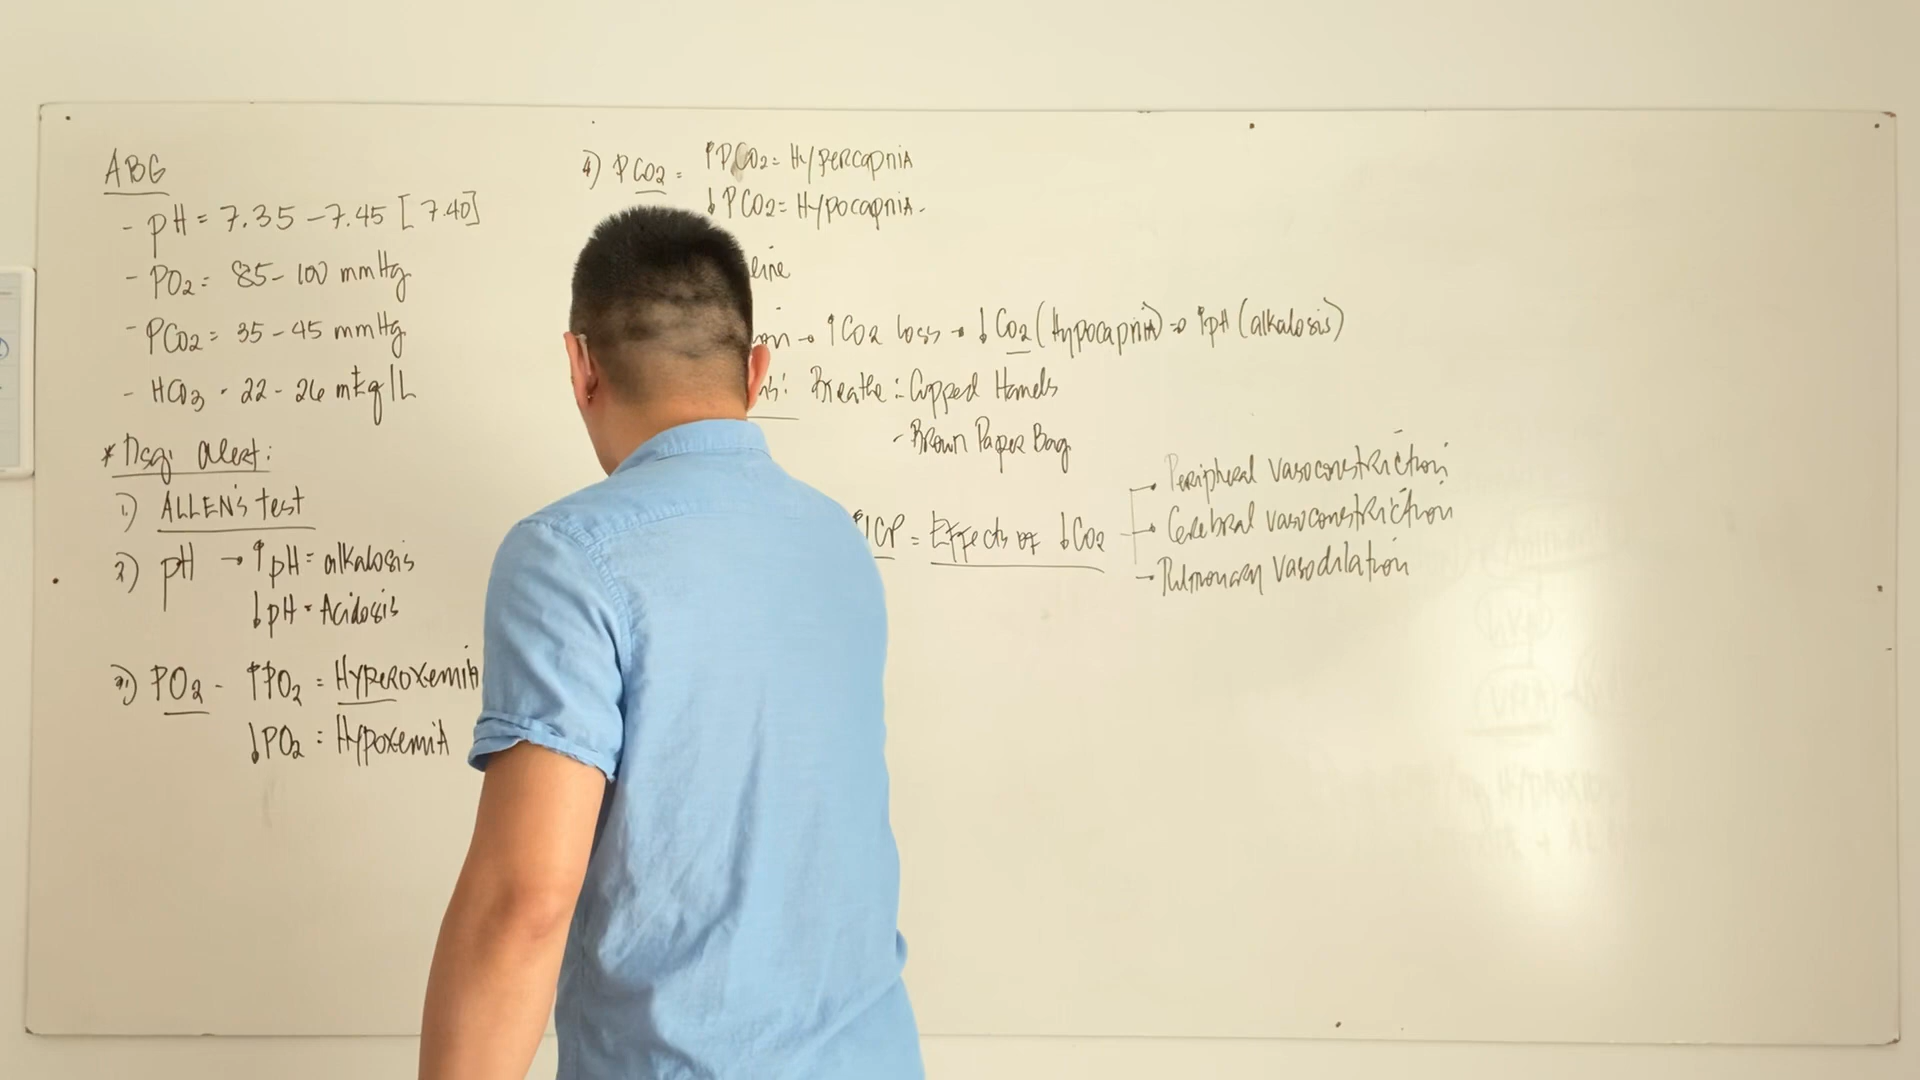 ABG
- pH = 7.35 - 7.45 [7.40]
- PO2 = 85 - 100 mmHg
- PCO2 = 35 - 45 mmHg
- HCO3 = 22 - 26 mEq/L
* Nsg. Alert:
1) ALLEN'S test
2) pH → ↑pH = alkalosis
↓pH = Acidosis
3) PO2 - ↑PO2 = Hyperoxemia
↓PO2 = Hypoxemia
4) PCO2 = ↑PCO2 = Hypercapnia
↓PCO2 = Hypocapnia.
→ ↑CO2 loss → ↓CO2 (Hypocapnia) → ↑pH (alkalosis)
Breathe: Cupped Hands
- Brown Paper Bag
ICP = Effects of ↓CO2
→ Peripheral vasoconstriction
→ Cerebral vasoconstriction
→ Pulmonary vasodilation